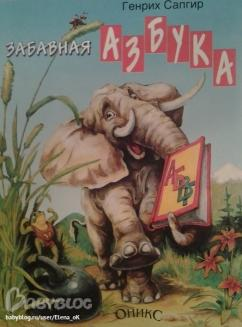 Генрих Сапгир
ЗАБАВНАЯ
АЗБУКА
АБВ
BABYBLOG
ОНИКС
babyblog.ru/user/Elena_oK